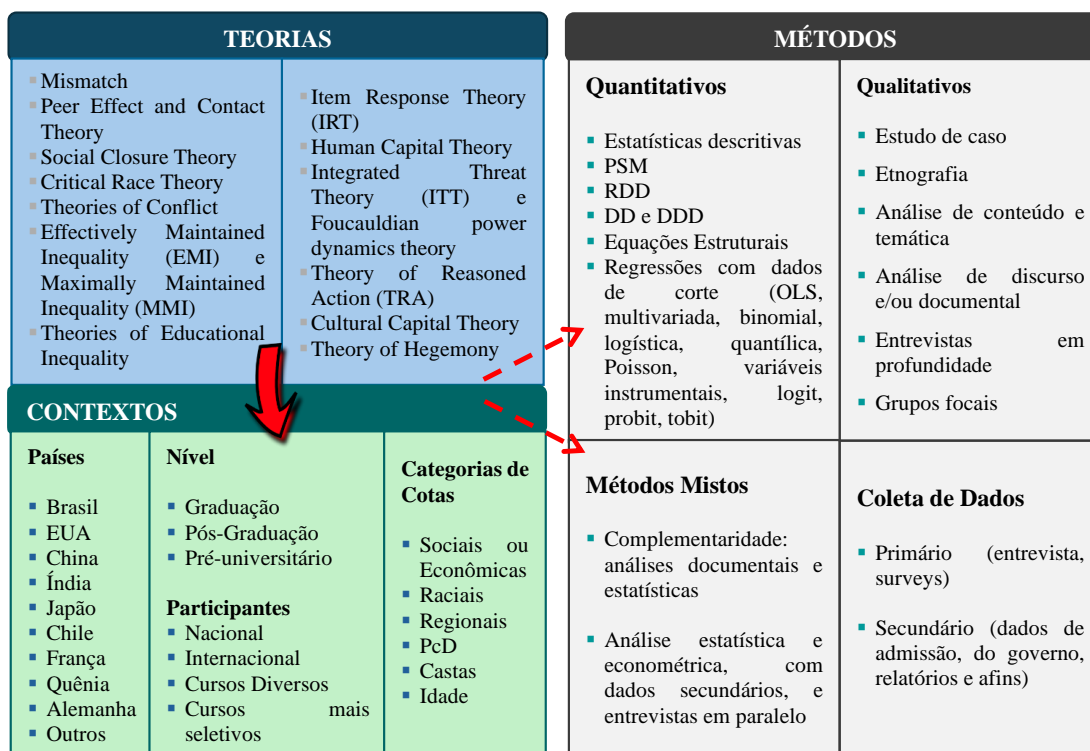 TEORIAS
Mismatch
Peer Effect and Contact
Theory
Social Closure Theory
Critical Race Theory
Theories of Conflict
Effectively Maintained
Inequality (EMI) e
Maximally Maintained
Inequality (MMI)
Theories of Educational
Inequality
Item Response Theory
(IRT)
Human Capital Theory
Integrated Threat
Theory (ITT) e
Foucauldian power
dynamics theory
Theory of Reasoned
Action (TRA)
Cultural Capital Theory
Theory of Hegemony
CONTEXTOS
Países
Brasil
EUA
China
Índia
Japão
Chile
França
Quênia
Alemanha
Outros
Nível
Graduação
Pós-Graduação
Pré-universitário
Participantes
Nacional
Internacional
Cursos Diversos
Cursos mais
seletivos
Categorias de
Cotas
Sociais ou
Econômicas
Raciais
Regionais
PcD
Castas
Idade
MÉTODOS
Quantitativos
Estatísticas descritivas
PSM
RDD
DD e DDD
Equações Estruturais
Regressões com dados
de corte (OLS,
multivariada, binomial,
logística, quantílica,
Poisson, variáveis
instrumentais, logit,
probit, tobit)
Qualitativos
Estudo de caso
Etnografia
Análise de conteúdo e
temática
Análise de discurso
e/ou documental
Entrevistas em
profundidade
Grupos focais
Métodos Mistos
Complementaridade:
análises documentais e
estatísticas
Análise estatística e
econométrica, com
dados secundários, e
entrevistas em paralelo
Coleta de Dados
Primário (entrevista,
surveys)
Secundário (dados de
admissão, do governo,
relatórios e afins)